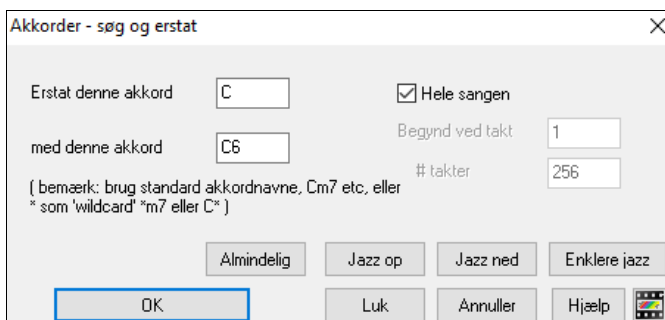 Akkorder - søg og erstat
Erstat denne akkord C
Hele sangen
Begynd ved takt 1
med denne akkord C6
# takter 256
( bemærk: brug standard akkordnavne, Cm7 etc, eller
* som 'wildcard' *m7 eller C* )
Almindelig Jazz op Jazz ned Enklere jazz
OK Luk Annuller Hjælp